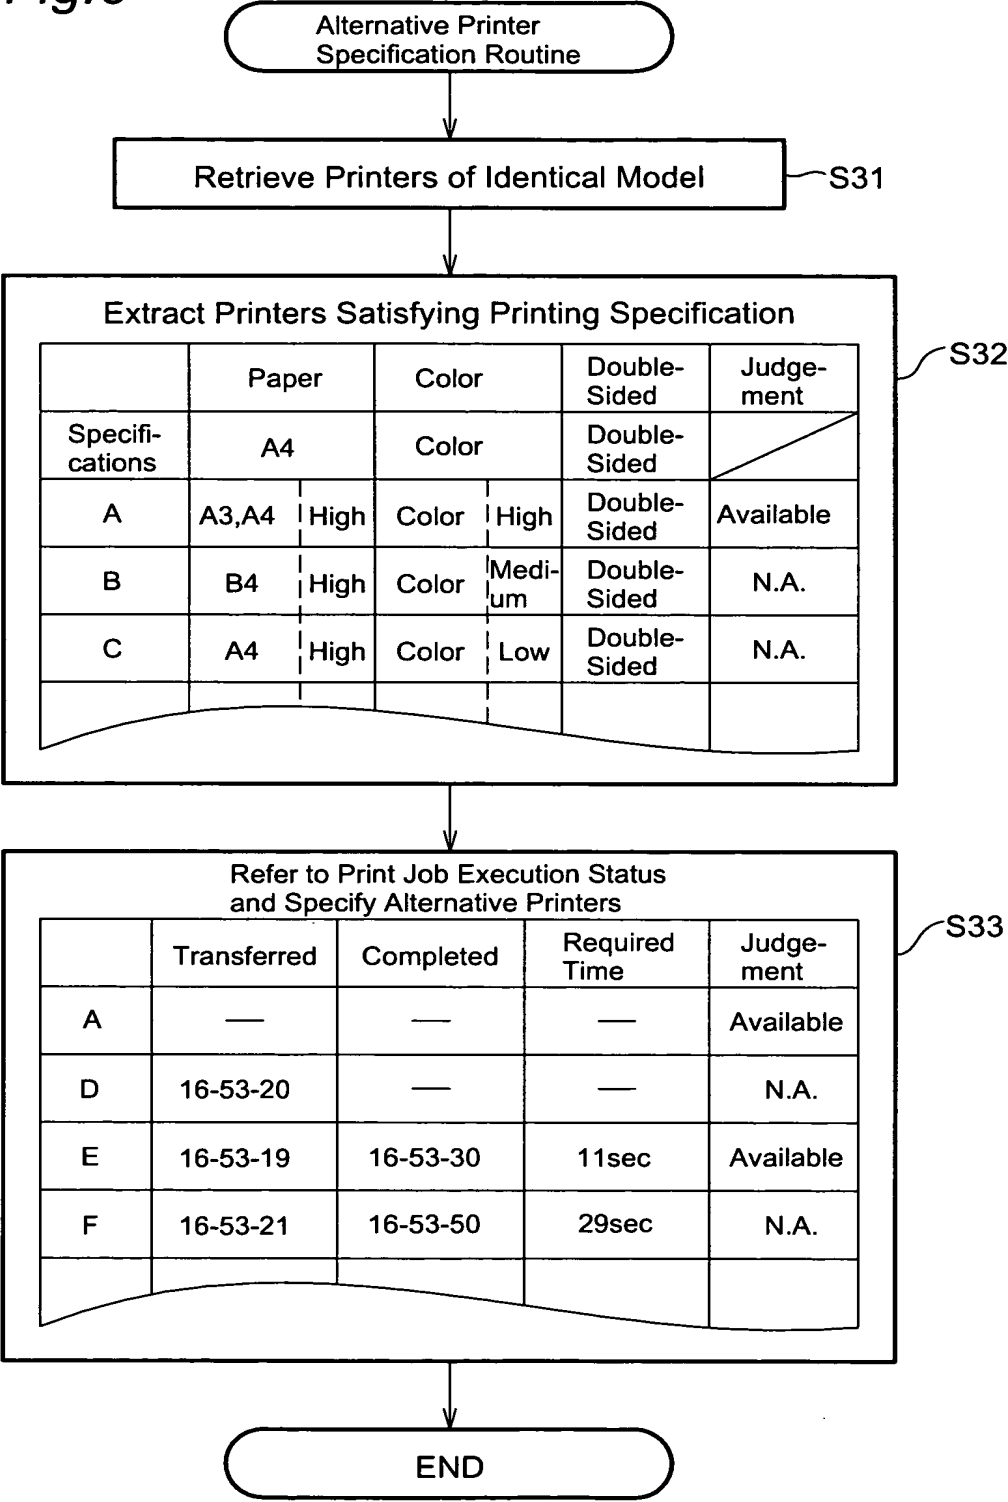 Alternative Printer
Specification Routine
Retrieve Printers of Identical Model
S31
Extract Printers Satisfying Printing Specification
S32
Paper Color Double-Sided Judge-ment
Specifi-cations A4 Color Double-Sided
A A3,A4 High Color High Double-Sided Available
B B4 High Color Medi-um Double-Sided N.A.
C A4 High Color Low Double-Sided N.A.
Refer to Print Job Execution Status
and Specify Alternative Printers
S33
Transferred Completed Required Time Judge-ment
A — — — Available
D 16-53-20 — — N.A.
E 16-53-19 16-53-30 11sec Available
F 16-53-21 16-53-50 29sec N.A.
END